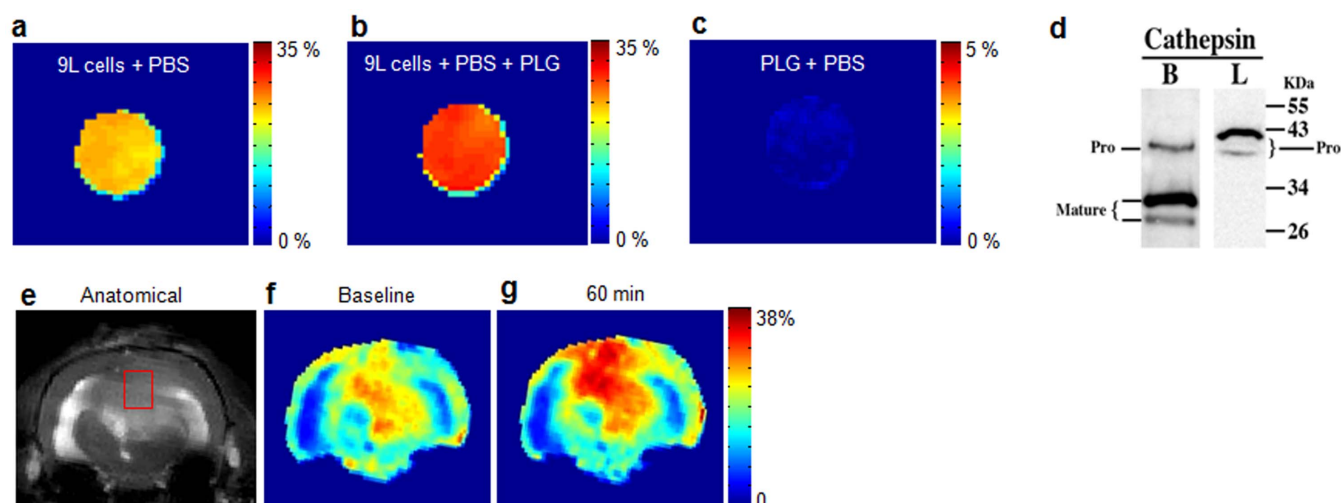 a
9L cells + PBS
35 %
0 %
b
9L cells + PBS + PLG
35 %
0 %
c
PLG + PBS
5 %
0 %
d
Cathepsin
B L KDa
55
43
Pro
Pro
34
Mature {
26
e Anatomical
f Baseline
g 60 min
38%
0